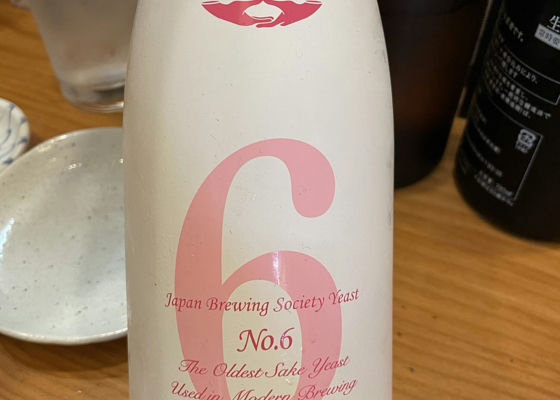 6
Japan Brewing Society Yeast
No.6
The Oldest Sake Yeast
Used in Modern Brewing